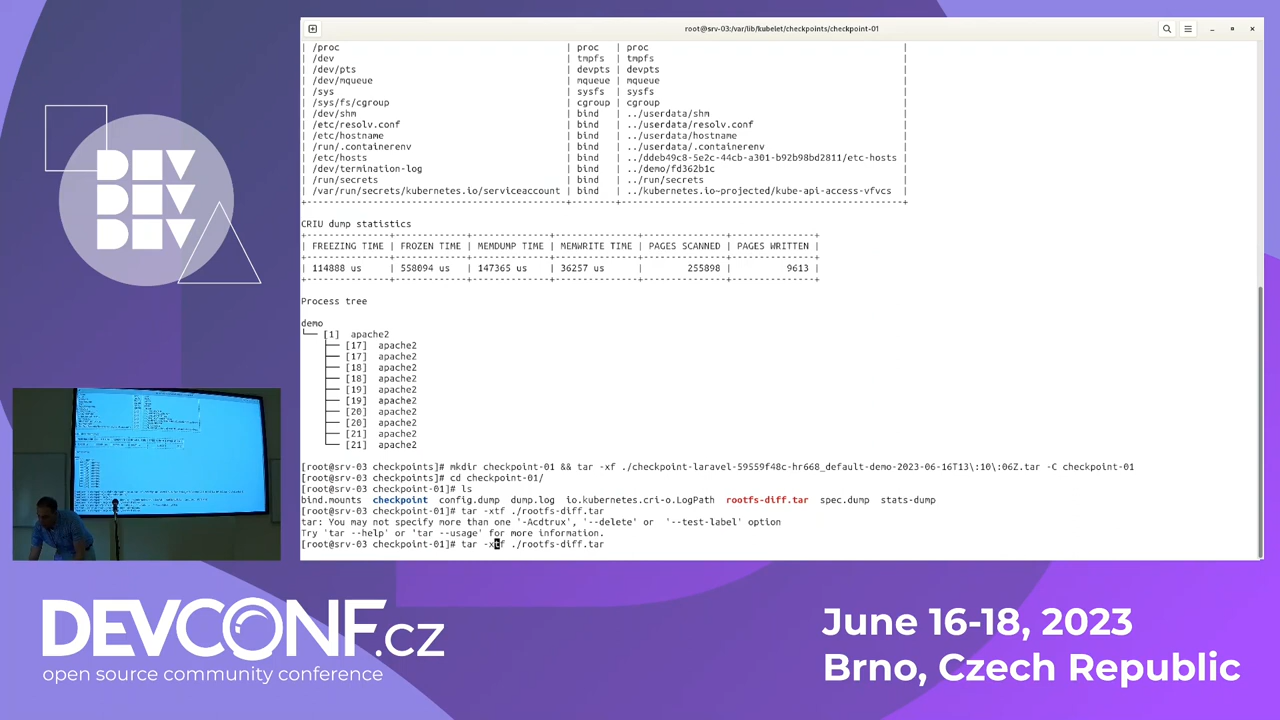 root@srv-03:/var/lib/kubelet/checkpoints/checkpoint-01
| /proc | proc | proc |
| /dev | tmpfs | tmpfs |
| /dev/pts | devpts | devpts |
| /dev/mqueue | mqueue | mqueue |
| /sys | sysfs | sysfs |
| /sys/fs/cgroup | cgroup | cgroup |
| /dev/shm | bind | ../userdata/shm |
| /etc/resolv.conf | bind | ../userdata/resolv.conf |
| /etc/hostname | bind | ../userdata/hostname |
| /run/.containerenv | bind | ../userdata/.containerenv |
| /etc/hosts | bind | ../ddeb49c8-5e2c-44cb-a301-b92b98bd2811/etc-hosts |
| /dev/termination-log | bind | ../demo/fd362b1c |
| /run/secrets | bind | ../run/secrets |
| /var/run/secrets/kubernetes.io/serviceaccount | bind | ../kubernetes.io~projected/kube-api-access-vfvcs |
CRIU dump statistics
| FREEZING TIME | FROZEN TIME | MEMDUMP TIME | MEMWRITE TIME | PAGES SCANNED | PAGES WRITTEN |
| 114888 us | 558094 us | 147365 us | 36257 us | 255898 | 9613 |
Process tree
demo
└── [1] apache2
├── [17] apache2
├── [17] apache2
├── [18] apache2
├── [18] apache2
├── [19] apache2
├── [19] apache2
├── [20] apache2
├── [20] apache2
├── [21] apache2
└── [21] apache2
[root@srv-03 checkpoints]# mkdir checkpoint-01 && tar -xf ./checkpoint-laravel-59559f48c-hr668_default-demo-2023-06-16T13\:10\:06Z.tar -C checkpoint-01
[root@srv-03 checkpoints]# cd checkpoint-01/
[root@srv-03 checkpoint-01]# ls
bind.mounts checkpoint config.dump dump.log io.kubernetes.cri-o.LogPath rootfs-diff.tar spec.dump stats-dump
[root@srv-03 checkpoint-01]# tar -xtf ./rootfs-diff.tar
tar: You may not specify more than one '-Acdtrux', '--delete' or '--test-label' option
Try 'tar --help' or 'tar --usage' for more information.
[root@srv-03 checkpoint-01]# tar -xtf ./rootfs-diff.tar
DEV
DEV
DEV
DEVCONF.cz
open source community conference
June 16-18, 2023
Brno, Czech Republic